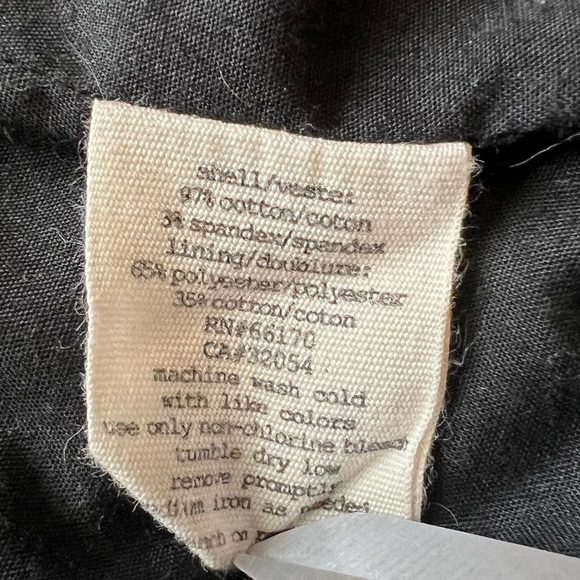 shell/veste:
97% cotton/coton
3% spandex/spandex
lining/doublure:
65% polyester/polyester
35% cotton/coton
RN#66170
CA#32054
machine wash cold
with like colors
use only non-chlorine bleach
tumble dry low
remove promptly
medium iron as needed
on